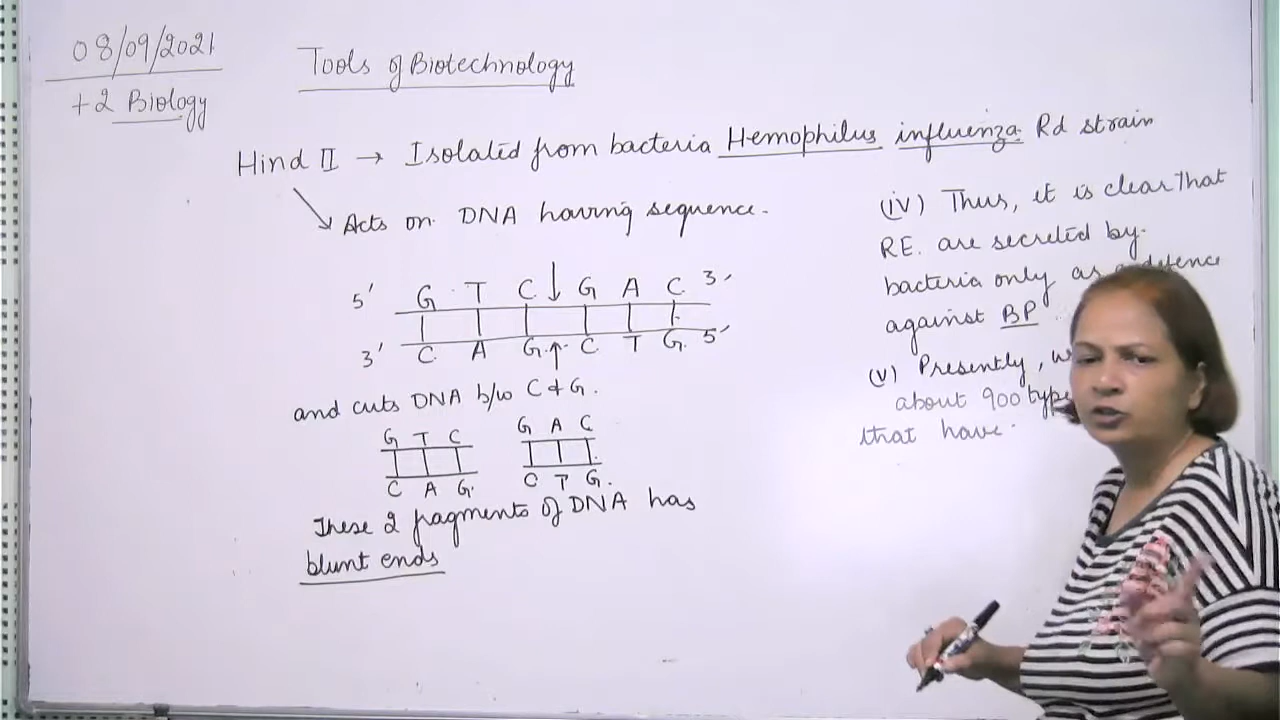 08/09/2021
+2 Biology
Tools of Biotechnology
Hind II → Isolated from bacteria Hemophilus influenza Rd strain
Acts on DNA having sequence.
5' G T C ↓ G A C 3'
3' C A G ↑ C T G 5'
and cuts DNA b/w C & G.
G T C G A C
C A G C T G.
These 2 fragments of DNA has
blunt ends
(iv) Thus, it is clear that
RE. are secreted by
bacteria only as a defence
against BP
(v) Presently,
about 900 type
that have